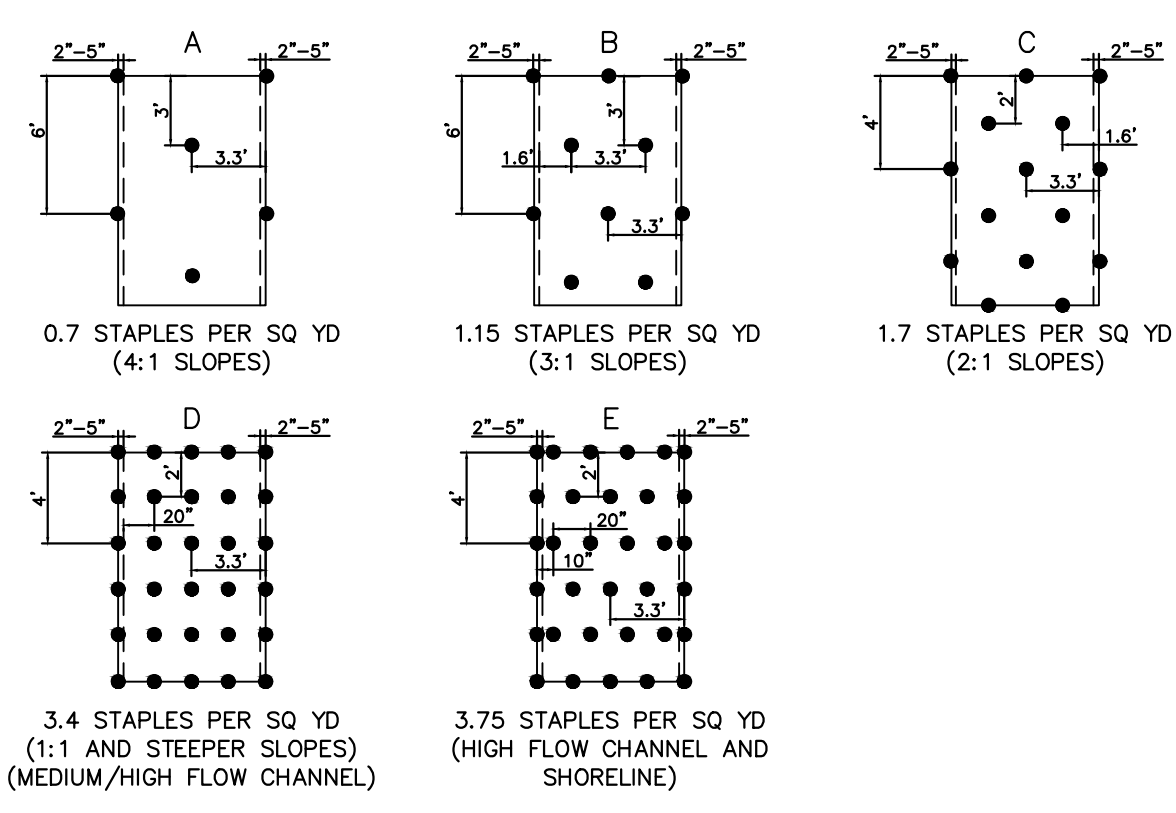 A
2”-5” 2”-5”
6’
3’
3.3’
0.7 STAPLES PER SQ YD
(4:1 SLOPES)
B
2”-5” 2”-5”
6’
3’
1.6’ 3.3’
3.3’
1.15 STAPLES PER SQ YD
(3:1 SLOPES)
C
2”-5” 2”-5”
4’
2’
1.6’
3.3’
1.7 STAPLES PER SQ YD
(2:1 SLOPES)
D
2”-5” 2”-5”
4’
2’
20”
3.3’
3.4 STAPLES PER SQ YD
(1:1 AND STEEPER SLOPES)
(MEDIUM/HIGH FLOW CHANNEL)
E
2”-5” 2”-5”
4’
2’
20”
10”
3.3’
3.75 STAPLES PER SQ YD
(HIGH FLOW CHANNEL AND
SHORELINE)